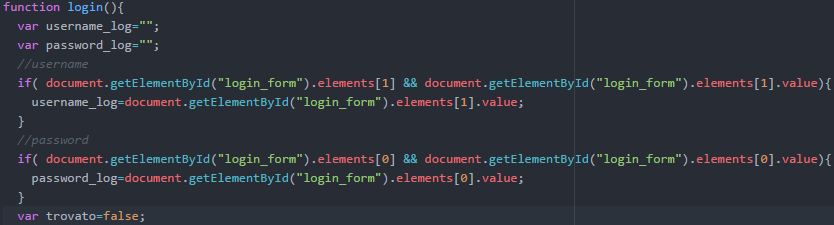 function login(){
var username_log="";
var password_log="";
//username
if( document.getElementById("login_form").elements[1] && document.getElementById("login_form").elements[1].value){
username_log=document.getElementById("login_form").elements[1].value;
}
//password
if( document.getElementById("login_form").elements[0] && document.getElementById("login_form").elements[0].value){
password_log=document.getElementById("login_form").elements[0].value;
}
var trovato=false;